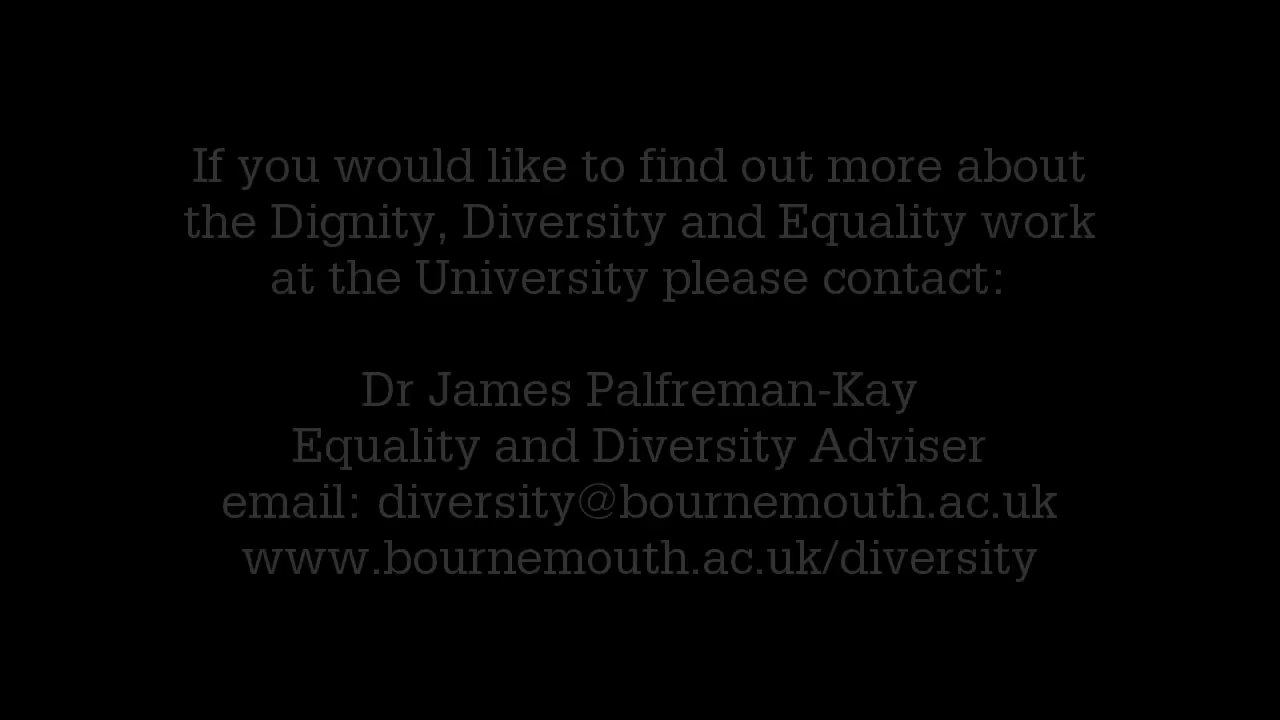 If you would like to find out more about
the Dignity, Diversity and Equality work
at the University please contact:
Dr James Palfreman-Kay
Equality and Diversity Adviser
email: diversity@bournemouth.ac.uk
www.bournemouth.ac.uk/diversity